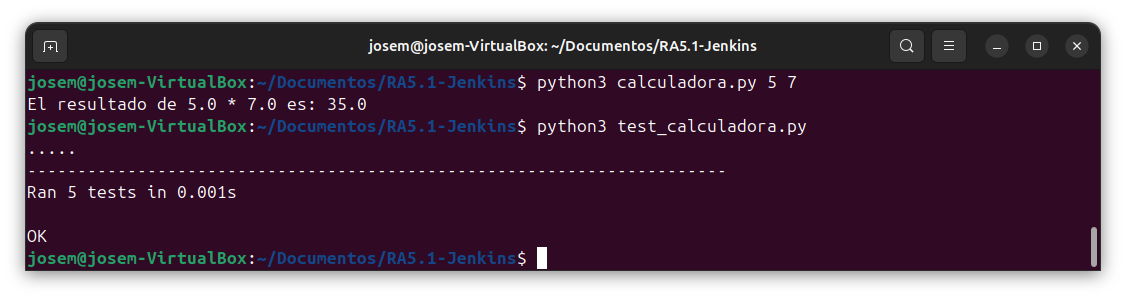 josem@josem-VirtualBox: ~/Documentos/RA5.1-Jenkins
josem@josem-VirtualBox:~/Documentos/RA5.1-Jenkins$ python3 calculadora.py 5 7
El resultado de 5.0 * 7.0 es: 35.0
josem@josem-VirtualBox:~/Documentos/RA5.1-Jenkins$ python3 test_calculadora.py
.....
----------------------------------------------------------------------
Ran 5 tests in 0.001s
OK
josem@josem-VirtualBox:~/Documentos/RA5.1-Jenkins$